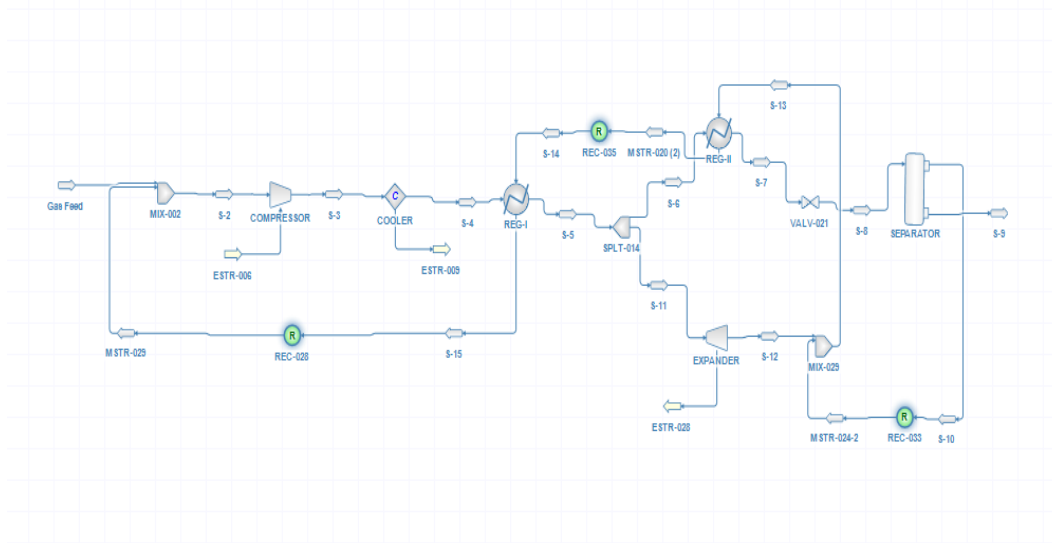 S-13
R
S-14
REC-035
MSTR-020 (2)
REG-II
S-7
C
Gas Feed
MIX-002
S-2
COMPRESSOR
S-3
COOLER
S-4
REG-I
S-5
S-6
SPLT-014
VALV-021
S-8
SEPARATOR
S-9
ESTR-006
ESTR-009
S-11
R
MSTR-029
REC-028
S-15
EXPANDER
S-12
MIX-029
R
ESTR-028
MSTR-024-2
REC-033
S-10